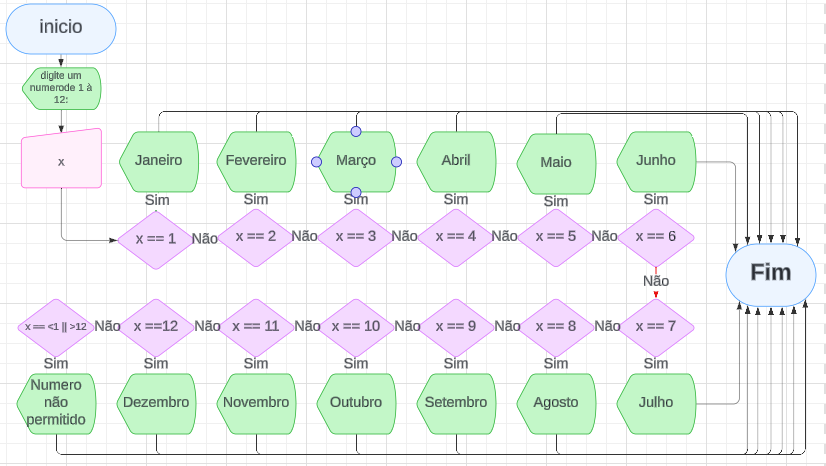 inicio
digite um
numerode 1 à
12:
x
Janeiro
Fevereiro
Março
Abril
Maio
Junho
Sim
Sim
Sim
Sim
Sim
Sim
x == 1
Não
x == 2
Não
x == 3
Não
x == 4
Não
x == 5
Não
x == 6
Fim
Não
x == <1 || >12
Não
x ==12
Não
x == 11
Não
x == 10
Não
x == 9
Não
x == 8
Não
x == 7
Sim
Sim
Sim
Sim
Sim
Sim
Sim
Numero
não
permitido
Dezembro
Novembro
Outubro
Setembro
Agosto
Julho